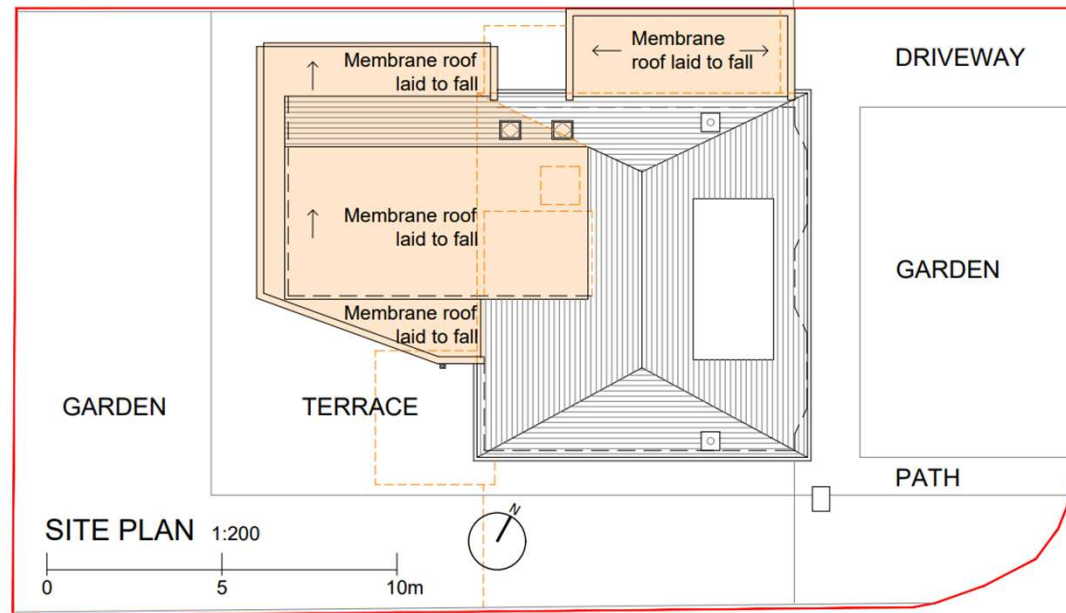 Membrane roof
laid to fall
Membrane
roof laid to fall
DRIVEWAY
Membrane roof
laid to fall
GARDEN
Membrane roof
laid to fall
GARDEN
TERRACE
PATH
SITE PLAN 1:200
N
0 5 10m